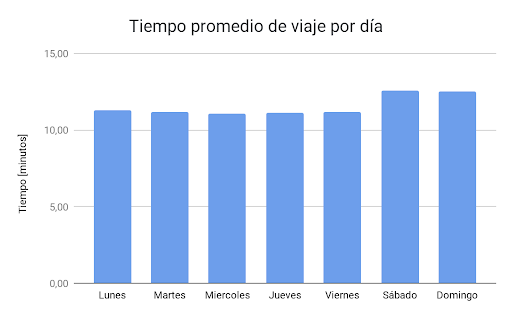 Tiempo promedio de viaje por día
Tiempo [minutos]
15,00
10,00
5,00
0,00
Lunes Martes Miercoles Jueves Viernes Sábado Domingo